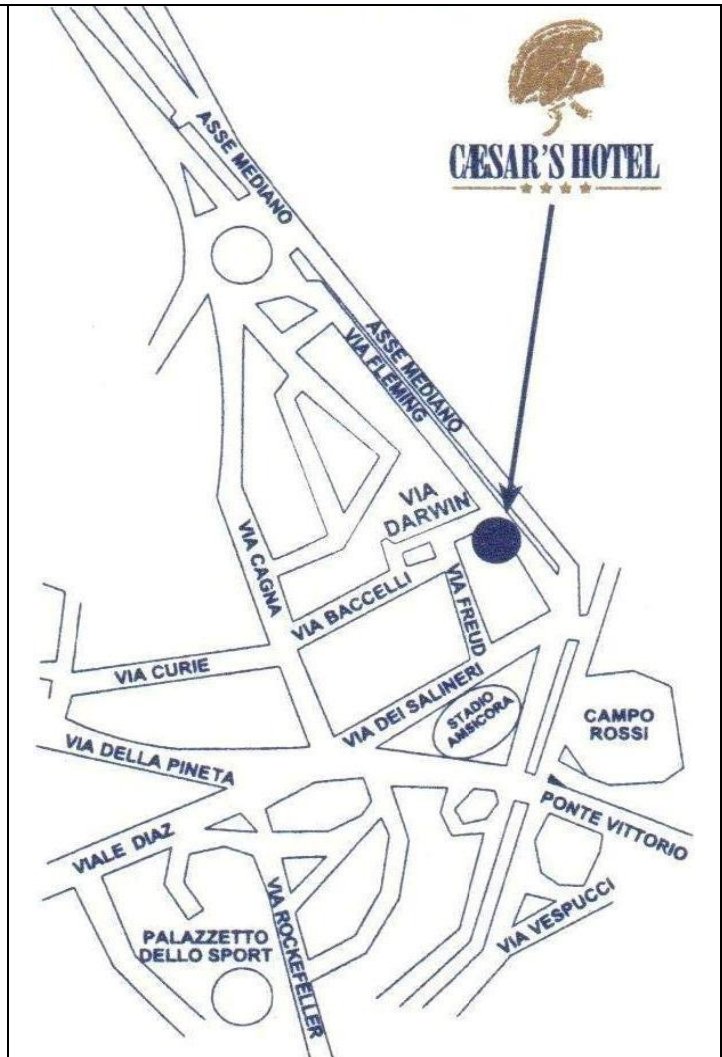 CÆSAR'S HOTEL
ASSE MEDIANO
ASSE MEDIANO
VIA FLEMING
VIA
DARWIN
VIA CAGNA
VIA BACCELLI
VIA FREUD
VIA CURIE
VIA DEI SALINERI
STADIO
AMSICORA
CAMPO
ROSSI
VIA DELLA PINETA
PONTE VITTORIO
VIALE DIAZ
VIA ROCKEFELLER
VIA VESPUCCI
PALAZZETTO
DELLO SPORT